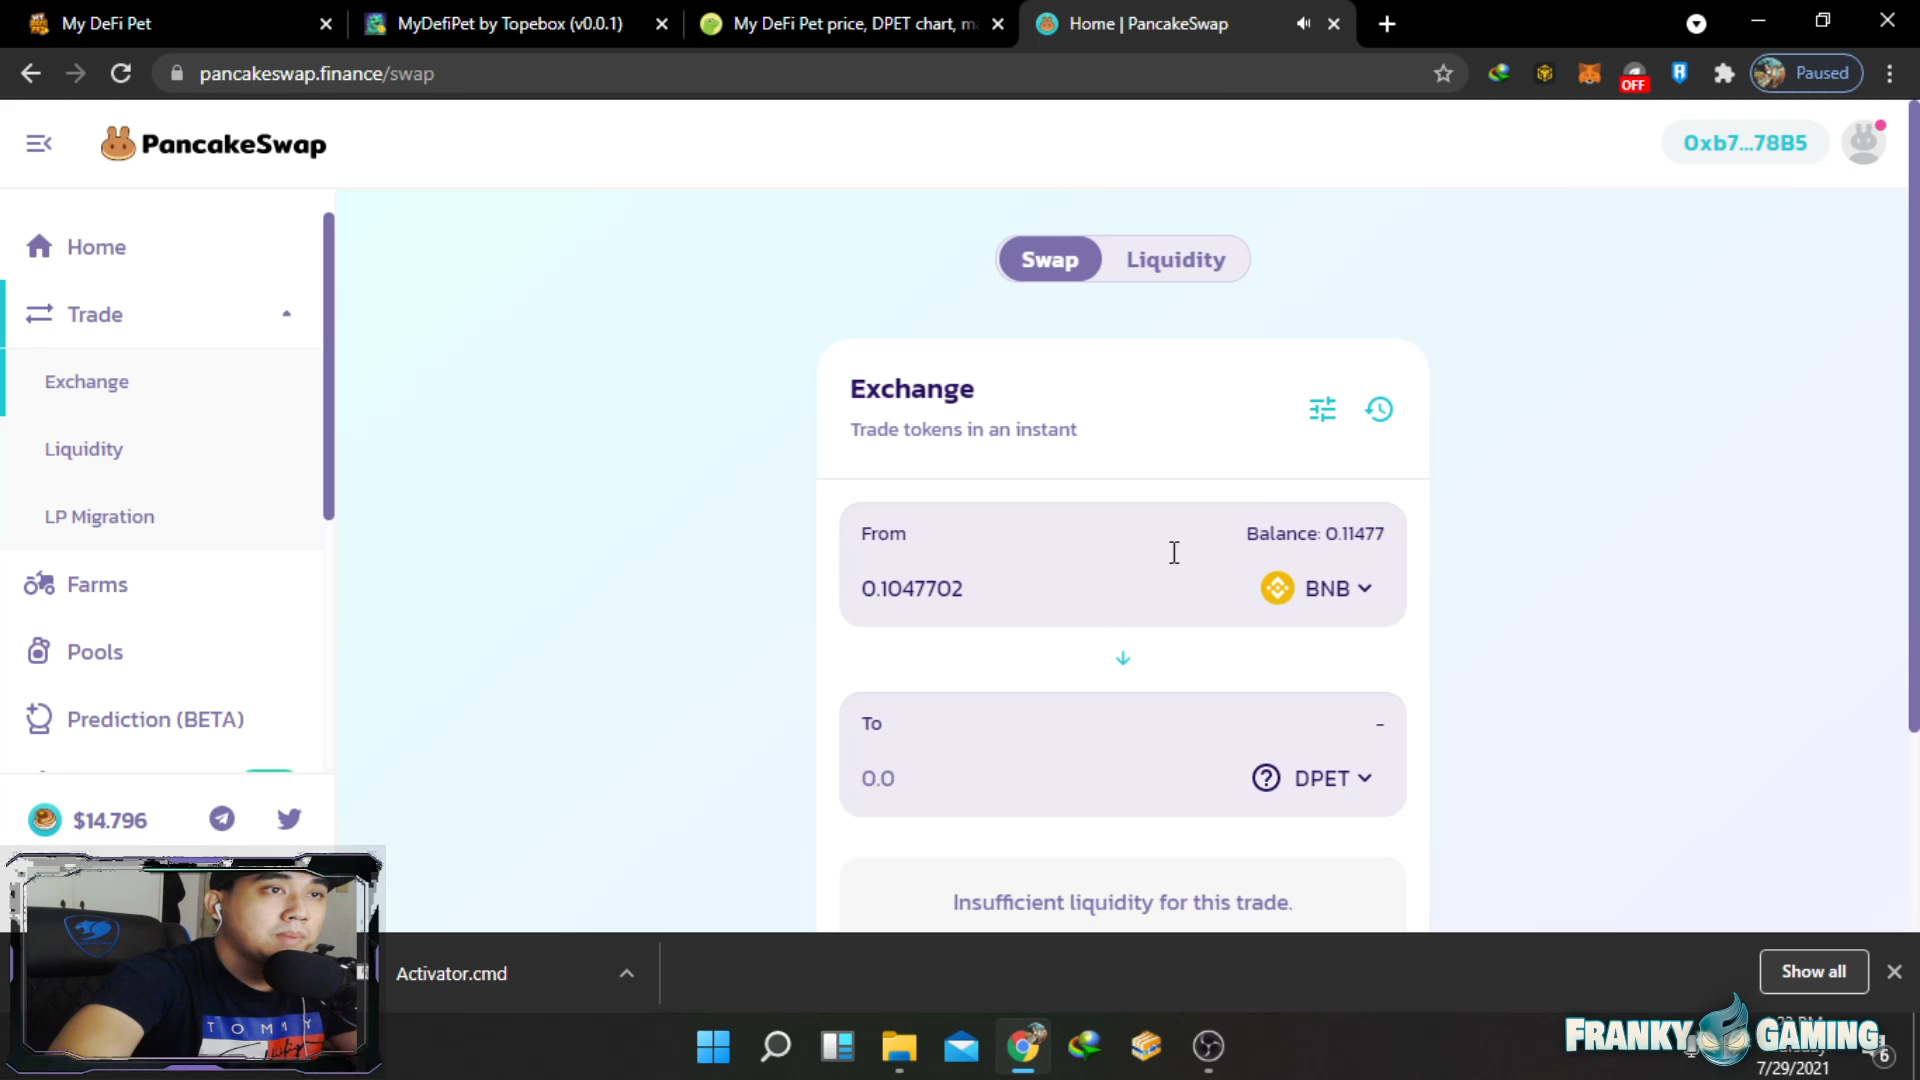 My DeFi Pet
MyDefiPet by Topebox (v0.0.1)
My DeFi Pet price, DPET chart, m
Home | PancakeSwap
pancakeswap.finance/swap
OFF
Paused
PancakeSwap
0xb7...78B5
Home
Trade
Exchange
Liquidity
LP Migration
Farms
Pools
Prediction (BETA)
$14.796
Swap
Liquidity
Exchange
Trade tokens in an instant
From
Balance: 0.11477
0.1047702
BNB
To
-
0.0
DPET
Insufficient liquidity for this trade.
Activator.cmd
Show all
TOMMY
FRANKY GAMING
7/29/2021
6